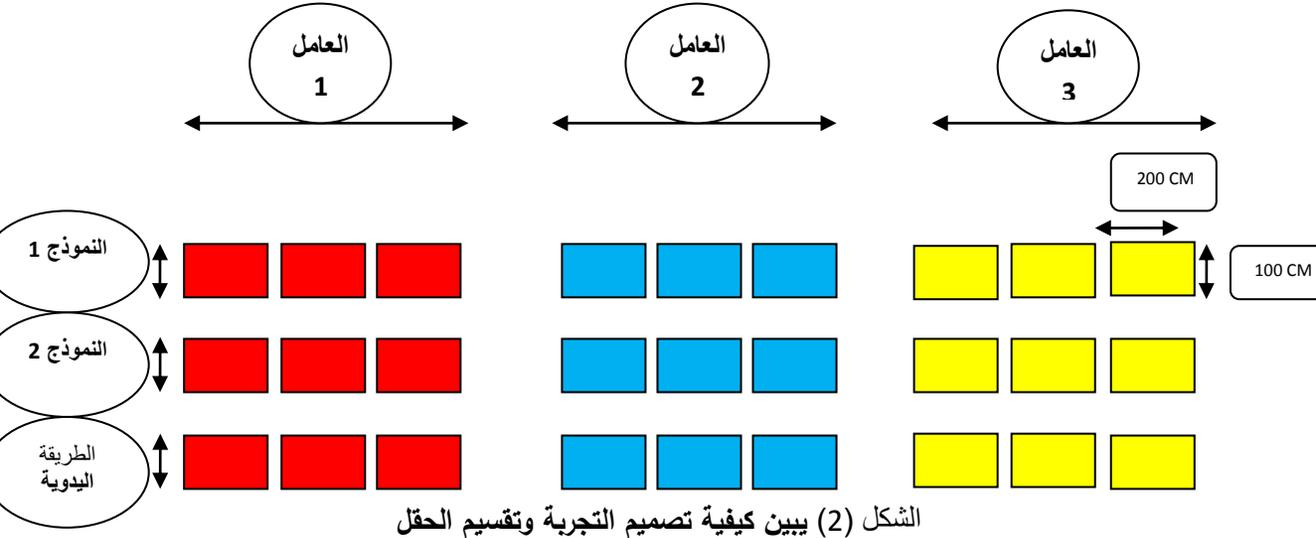 العامل
1
العامل
2
العامل
3
200 CM
100 CM
النموذج 1
النموذج 2
الطريقة
اليدوية
الشكل (2) يبين كيفية تصميم التجربة وتقسيم الحقل